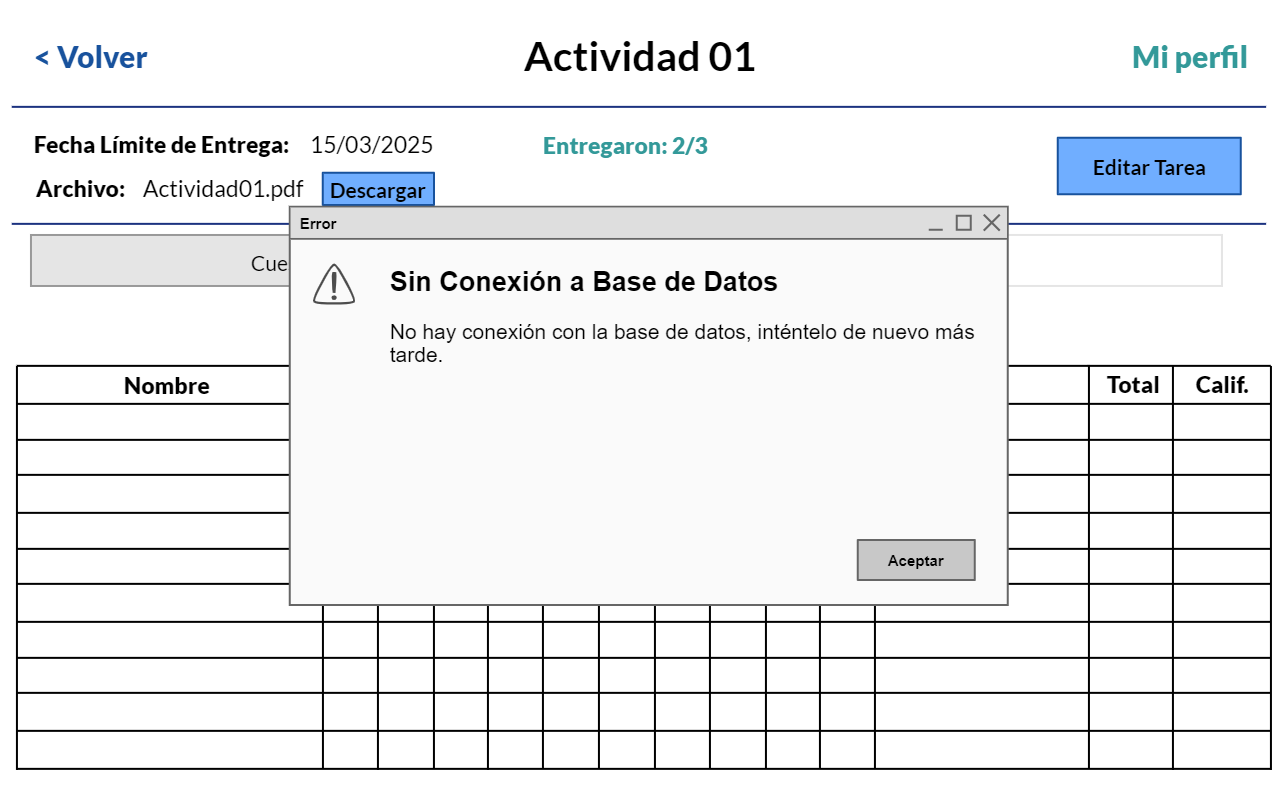 < Volver
Actividad 01
Mi perfil
Fecha Límite de Entrega: 15/03/2025
Entregaron: 2/3
Editar Tarea
Archivo: Actividad01.pdf
Descargar
Error
Cue
Sin Conexión a Base de Datos
No hay conexión con la base de datos, inténtelo de nuevo más
tarde.
Nombre
Total
Calif.
Aceptar